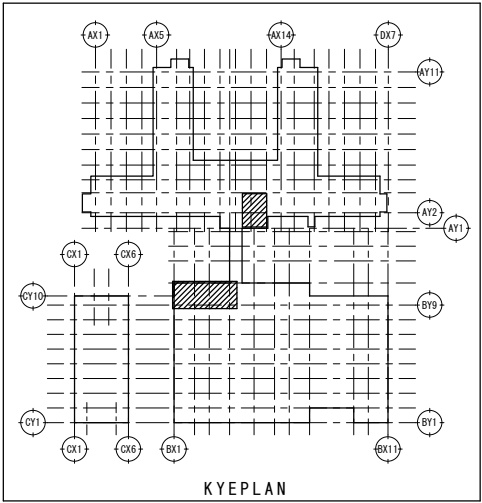 AX1 AX5 AX14 DX7
AY11
AY2
AY1
CX1 CX6
CY10 BY9
CY1 BY1
CX1 CX6 BX1 BX11
KYEPLAN